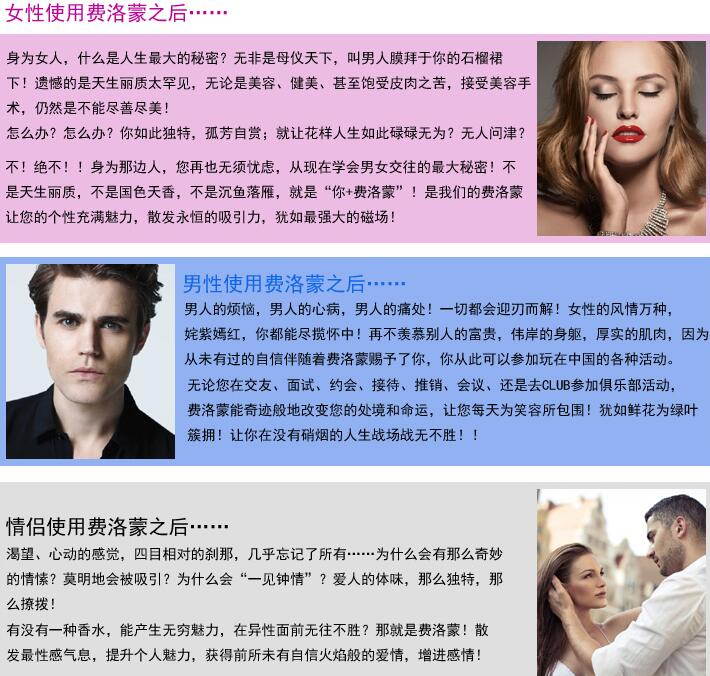 女性使用费洛蒙之后……
身为女人，什么是人生最大的秘密？无非是母仪天下，叫男人膜拜于你的石榴裙
下！遗憾的是天生丽质太罕见，无论是美容、健美、甚至饱受皮肉之苦，接受美容手
术，仍然是不能尽善尽美！
怎么办？怎么办？你如此独特，孤芳自赏；就让花样人生如此碌碌无为？无人问津？
不！绝不！！身为那边人，您再也无须忧虑，从现在学会男女交往的最大秘密！不
是天生丽质，不是国色天香，不是沉鱼落雁，就是“你+费洛蒙”！是我们的费洛蒙
让您的个性充满魅力，散发永恒的吸引力，犹如最强大的磁场！
男性使用费洛蒙之后……
男人的烦恼，男人的心病，男人的痛处！一切都会迎刃而解！女性的风情万种，
姹紫嫣红，你都能尽揽怀中！再不羡慕别人的富贵，伟岸的身躯，厚实的肌肉，因为
从未有过的自信伴随着费洛蒙赐予了你，你从此可以参加玩在中国的各种活动。
无论您在交友、面试、约会、接待、推销、会议、还是去CLUB参加俱乐部活动，
费洛蒙能奇迹般地改变您的处境和命运，让您每天为笑容所包围！犹如鲜花为绿叶
簇拥！让你在没有硝烟的人生战场战无不胜！！
情侣使用费洛蒙之后……
渴望、心动的感觉，四目相对的刹那，几乎忘记了所有……为什么会有那么奇妙
的情愫？莫明地会被吸引？为什么会“一见钟情”？爱人的体味，那么独特，那
么撩拨！
有没有一种香水，能产生无穷魅力，在异性面前无往不胜？那就是费洛蒙！散
发最性感气息，提升个人魅力，获得前所未有自信火焰般的爱情，增进感情！